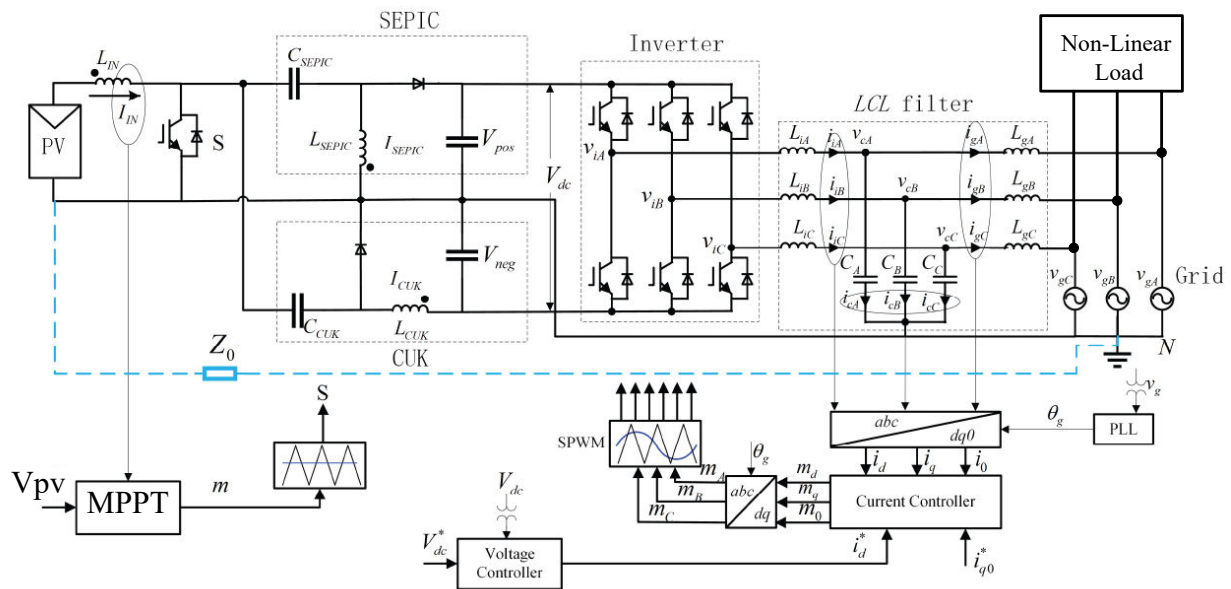 SEPIC
C_SEPIC
L_IN
I_IN
PV
S
L_SEPIC
I_SEPIC
V_pos
V_neg
V_dc
I_CUK
L_CUK
C_CUK
CUK
Inverter
v_iA
v_iB
v_iC
LCL filter
L_iA i_iA v_cA i_gA L_gA
L_iB i_iB v_cB i_gB L_gB
L_iC i_iC v_cC i_gC L_gC
C_A C_B C_C
i_cA i_cB i_cC
Non-Linear
Load
v_gC v_gB v_gA
Grid
N
Z_0
S
Vpv
MPPT
m
SPWM
m_A
m_B
m_C
θ_g
abc
dq
m_d
m_q
m_0
abc
dq0
i_d i_q i_0
Current Controller
θ_g
PLL
v_g
V_dc
V_dc^*
Voltage
Controller
i_d^*
i_q0^*